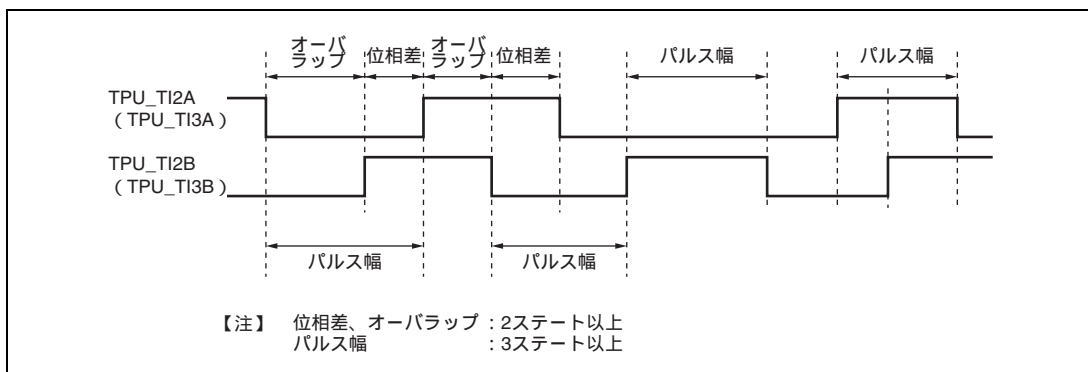 オーバ
ラップ
位相差
オーバ
ラップ
位相差
パルス幅
パルス幅
TPU_TI2A
（TPU_TI3A）
TPU_TI2B
（TPU_TI3B）
パルス幅
パルス幅
【注】 位相差、オーバラップ：2ステート以上
パルス幅 ：3ステート以上